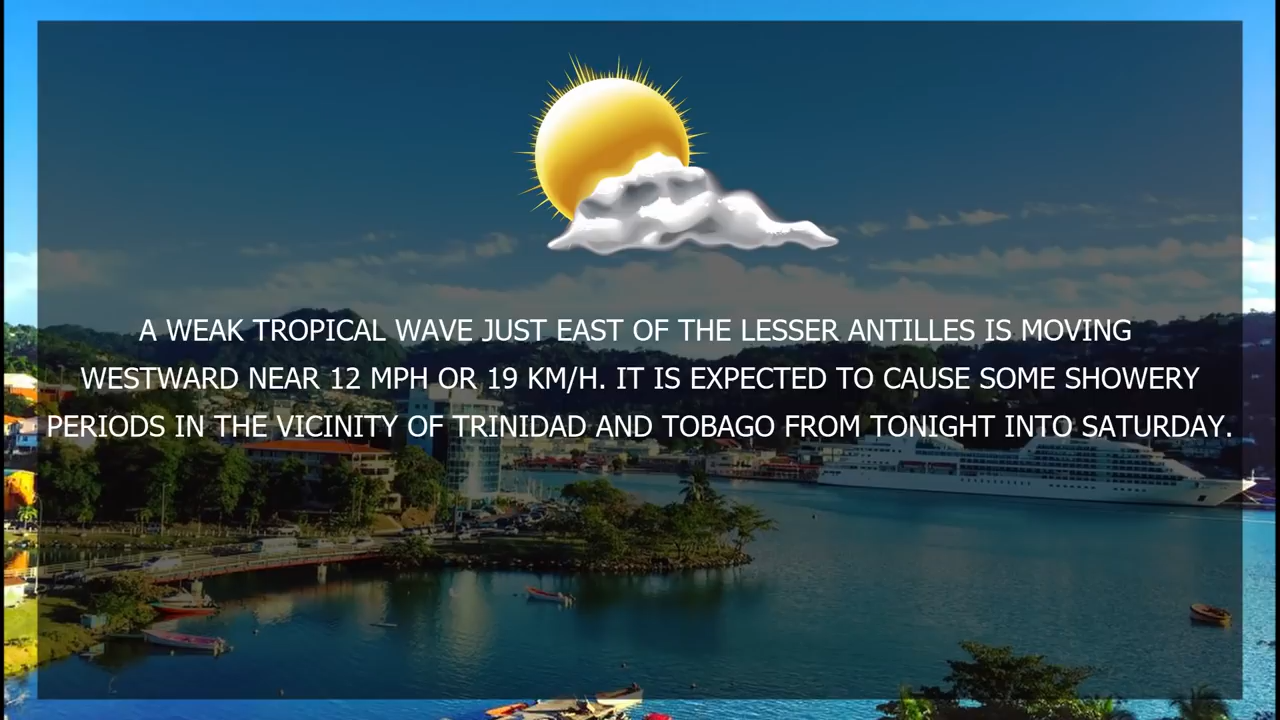 A WEAK TROPICAL WAVE JUST EAST OF THE LESSER ANTILLES IS MOVING
WESTWARD NEAR 12 MPH OR 19 KM/H. IT IS EXPECTED TO CAUSE SOME SHOWERY
PERIODS IN THE VICINITY OF TRINIDAD AND TOBAGO FROM TONIGHT INTO SATURDAY.